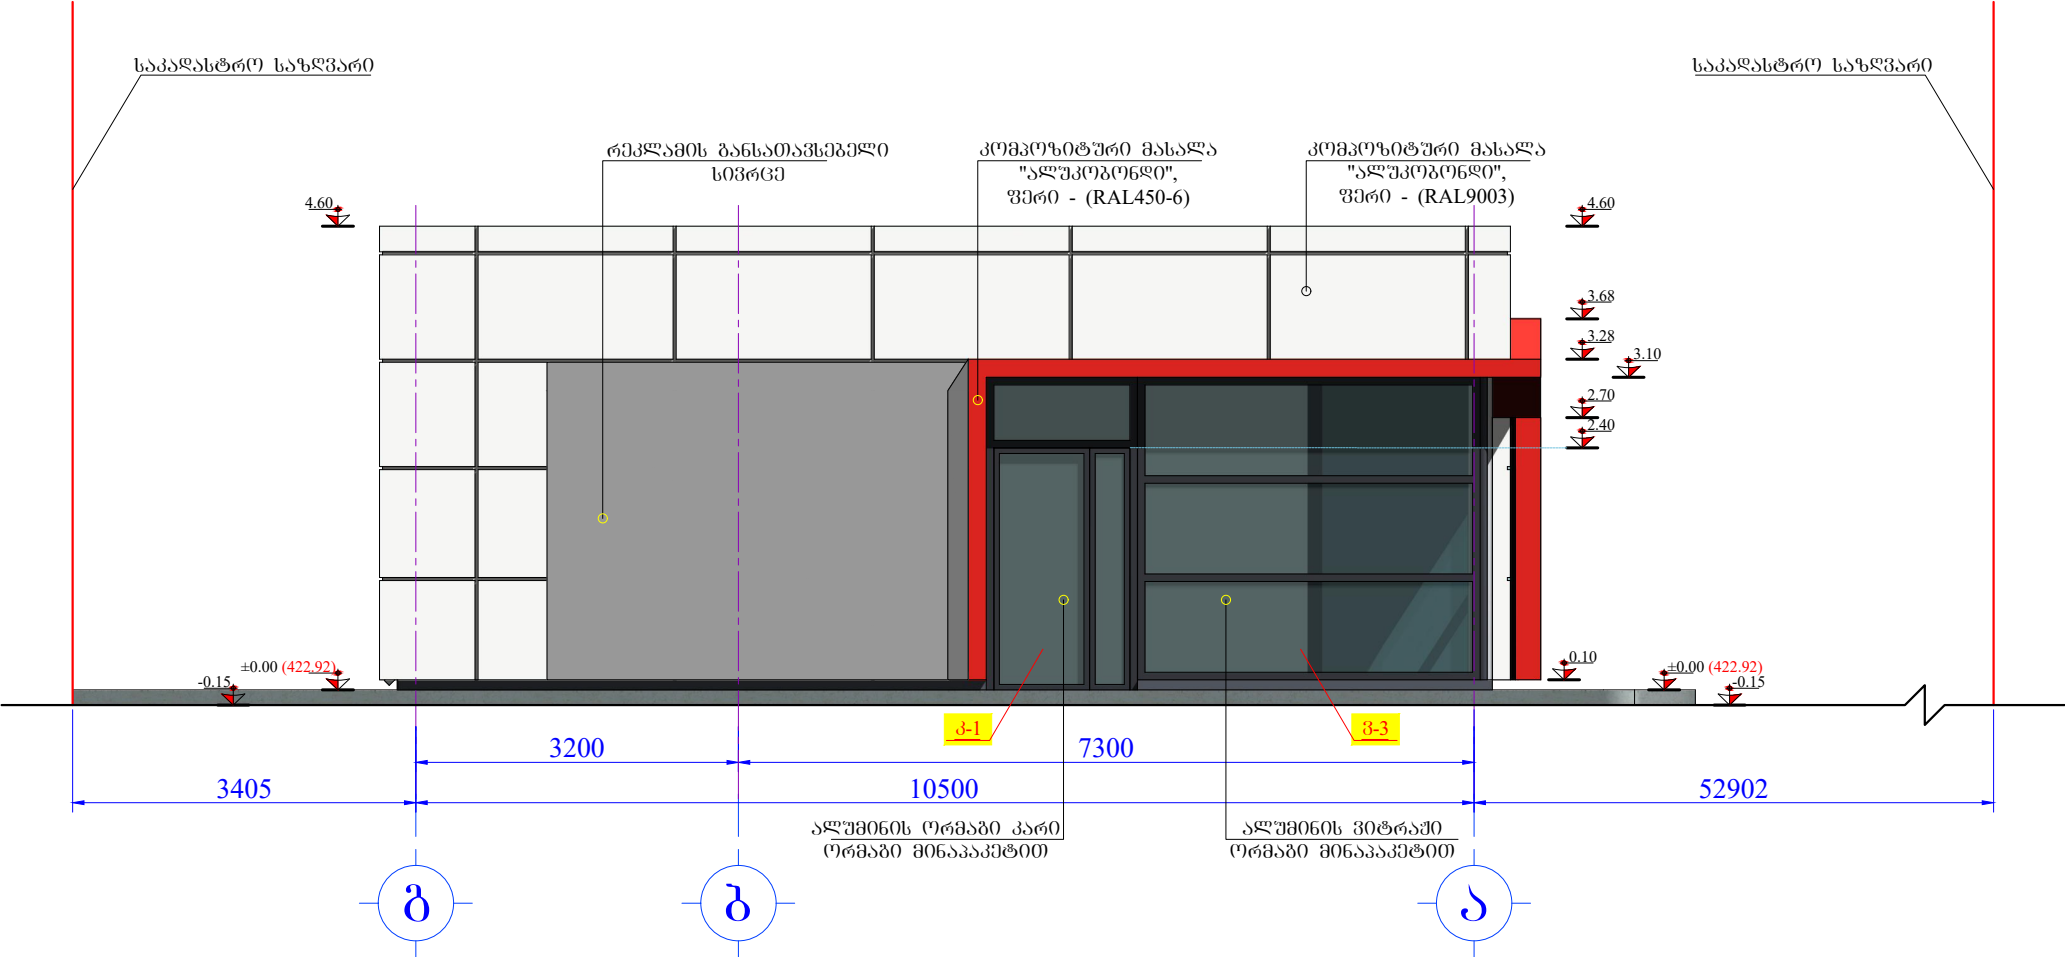 საკადასტრო საზღვარი
საკადასტრო საზღვარი
რეკლამის განსათავსებელი
სივრცე
კომპოზიტური მასალა
"ალუკობონდი",
ფერი - (RAL450-6)
კომპოზიტური მასალა
"ალუკობონდი",
ფერი - (RAL9003)
4.60
4.60
3.68
3.28
3.10
2.70
2.40
±0.00 (422.92)
-0.15
0.10
±0.00 (422.92)
-0.15
კ-1
ვ-3
3200
7300
3405
10500
52902
ალუმინის ორმაგი კარი
ორმაგი მინაპაკეტით
ალუმინის ვიტრაჟი
ორმაგი მინაპაკეტით
გ
ბ
ა